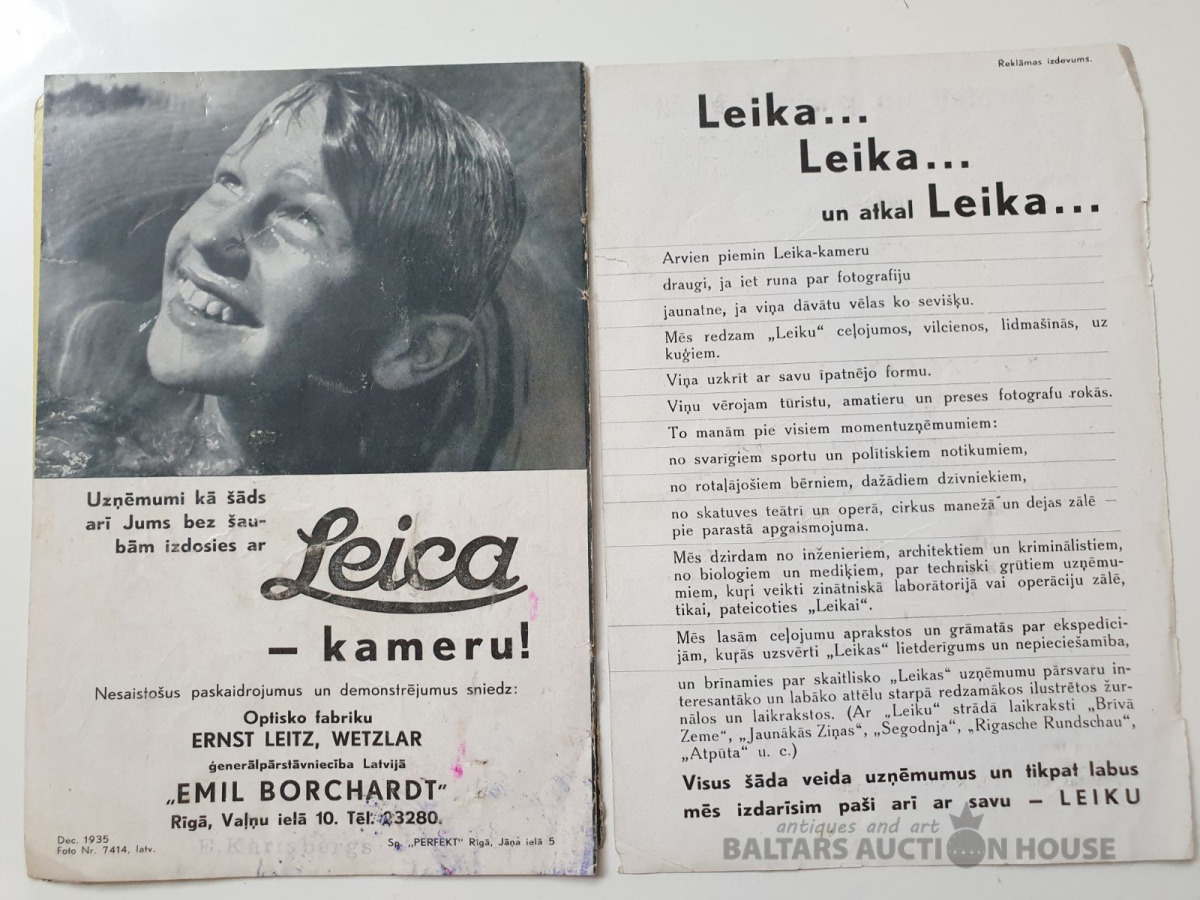 Uzņēmumi kā šāds
arī Jums bez šau-
bām izdosies ar
Leica
– kameru!
Nesaistošus paskaidrojumus un demonstrējumus sniedz:
Optisko fabriku
ERNST LEITZ, WETZLAR
ģenerālpārstāvniecība Latvijā
„EMIL BORCHARDT"
Rīgā, Vaļņu ielā 10. Tēl. 23280.
Dec. 1935
Foto Nr. 7414, latv.
E. Karlsbergs
Sp. „PERFEKT" Rīgā, Jāņa ielā 5
Reklāmas izdevums.
Leika...
Leika...
un atkal Leika...
Arvien piemin Leika-kameru
draugi, ja iet runa par fotografiju
jaunatne, ja viņa dāvātu vēlas ko sevišķu.
Mēs redzam „Leiku" ceļojumos, vilcienos, lidmašīnās, uz
kuģiem.
Viņa uzkrīt ar savu īpatnējo formu.
Viņu vērojam tūristu, amatieru un preses fotografu rokās.
To manām pie visiem momentuzņēmumiem:
no svarīgiem sportu un polītiskiem notikumiem,
no rotaļājošiem bērniem, dažādiem dzīvniekiem,
no skatuves teātrī un operā, cirkus manežā un dejas zālē —
pie parastā apgaismojuma.
Mēs dzirdam no inženieriem, architektiem un kriminālistiem,
no biologiem un mediķiem, par techniski grūtiem uzņēmu-
miem, kuŗi veikti zinātniskā laborātorijā vai operāciju zālē,
tikai, pateicoties „Leikai".
Mēs lasām ceļojumu aprakstos un grāmatās par ekspedīci-
jām, kuŗās uzsvērti „Leikas" lietderīgums un nepieciešamība,
un brīnamies par skaitlisko „Leikas" uzņēmumu pārsvaru in-
teresantāko un labāko attēlu starpā redzamākos ilustrētos žur-
nālos un laikrakstos. (Ar „Leiku" strādā laikraksti „Brīvā
Zeme", „Jaunākās Ziņas", „Segodnja", „Rigasche Rundschau",
„Atpūta" u. c.)
Visus šāda veida uzņēmumus un tikpat labus
mēs izdarīsim paši arī ar savu – LEIKU
antiques and art
BALTARS AUCTION HOUSE